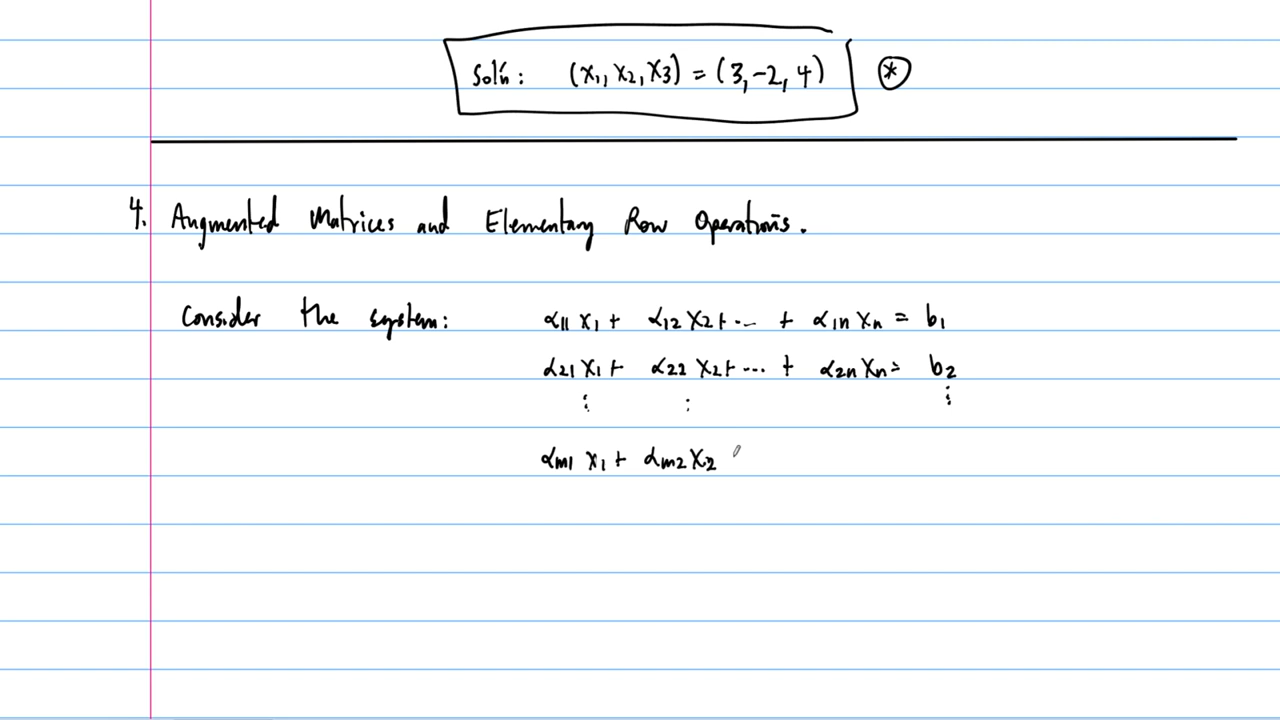 Sol'n: (x₁, x₂, x₃) = (3, -2, 4) ⊛
4. Augmented Matrices and Elementary Row Operations.
Consider the system: α₁₁ x₁ + α₁₂ x₂ + ... + α₁ₙ xₙ = b₁
α₂₁ x₁ + α₂₂ x₂ + ... + α₂ₙ xₙ = b₂
⋮ ⋮ ⋮
αₘ₁ x₁ + αₘ₂ x₂